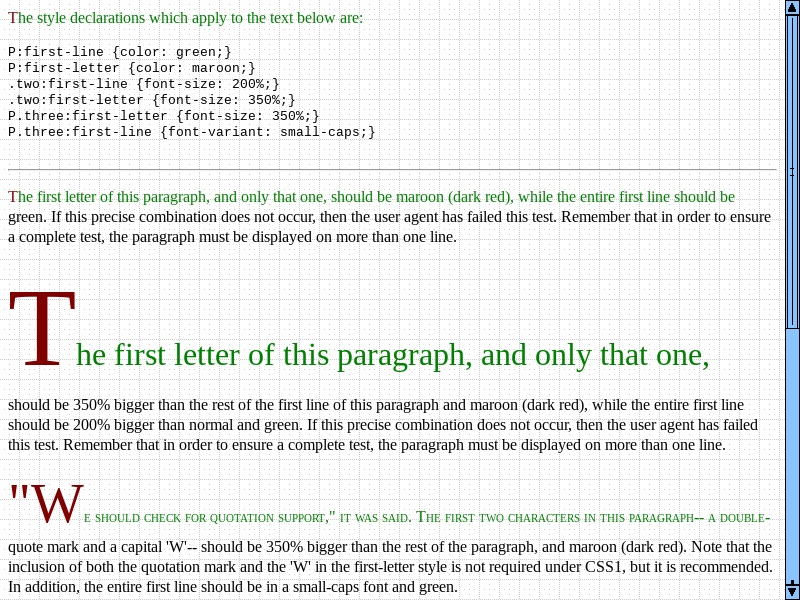 The style declarations which apply to the text below are:
P:first-line {color: green;}
P:first-letter {color: maroon;}
.two:first-line {font-size: 200%;}
.two:first-letter {font-size: 350%;}
P.three:first-letter {font-size: 350%;}
P.three:first-line {font-variant: small-caps;}
The first letter of this paragraph, and only that one, should be maroon (dark red), while the entire first line should be
green. If this precise combination does not occur, then the user agent has failed this test. Remember that in order to ensure
a complete test, the paragraph must be displayed on more than one line.
The first letter of this paragraph, and only that one,
should be 350% bigger than the rest of the first line of this paragraph and maroon (dark red), while the entire first line
should be 200% bigger than normal and green. If this precise combination does not occur, then the user agent has failed
this test. Remember that in order to ensure a complete test, the paragraph must be displayed on more than one line.
"We should check for quotation support," it was said. The first two characters in this paragraph-- a double-
quote mark and a capital 'W'-- should be 350% bigger than the rest of the paragraph, and maroon (dark red). Note that the
inclusion of both the quotation mark and the 'W' in the first-letter style is not required under CSS1, but it is recommended.
In addition, the entire first line should be in a small-caps font and green.